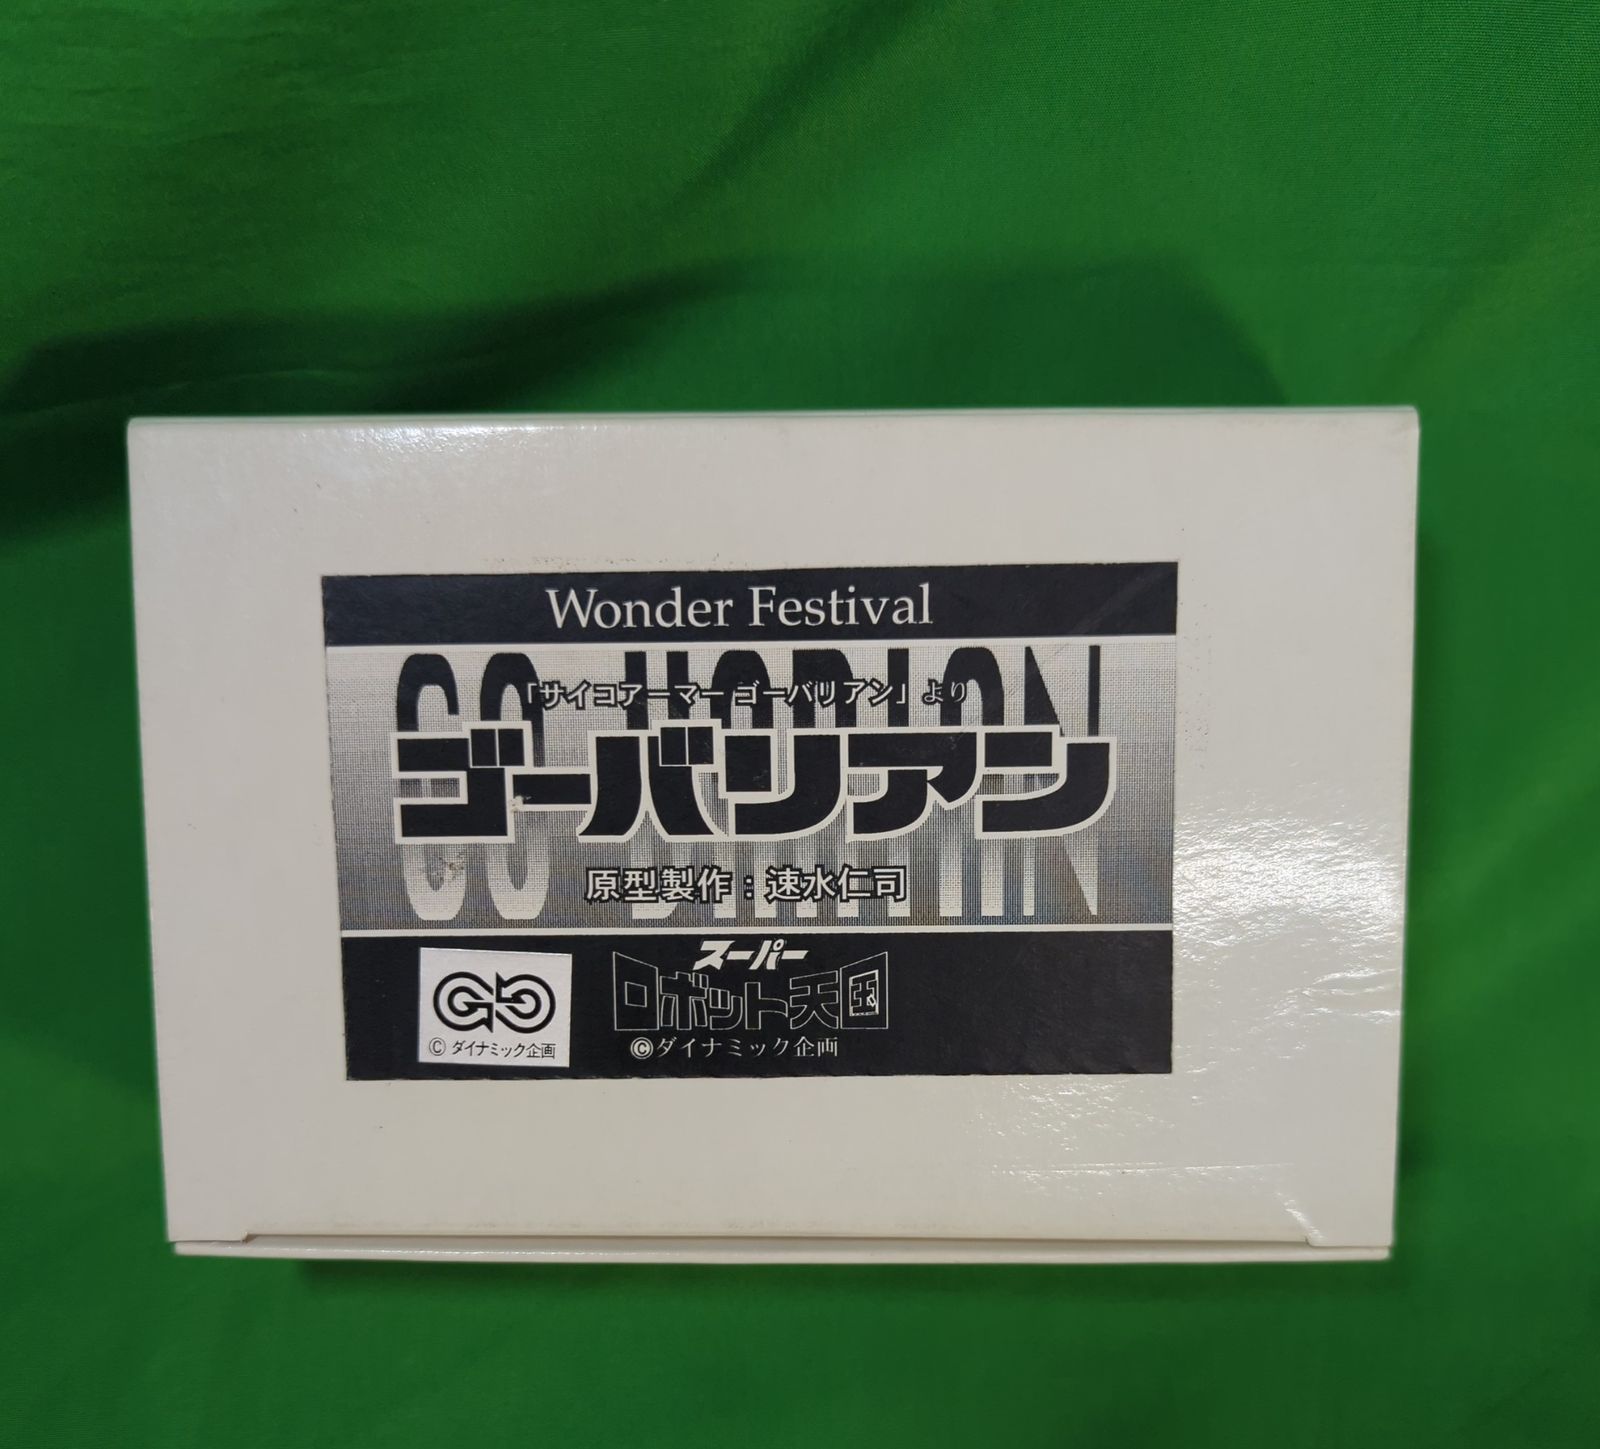 Wonder Festival
「サイコアーマー ゴーバリアン」より
ゴーバリアン
原型製作:速水仁司
スーパー
ロボット天国
©ダイナミック企画
© ダイナミック企画